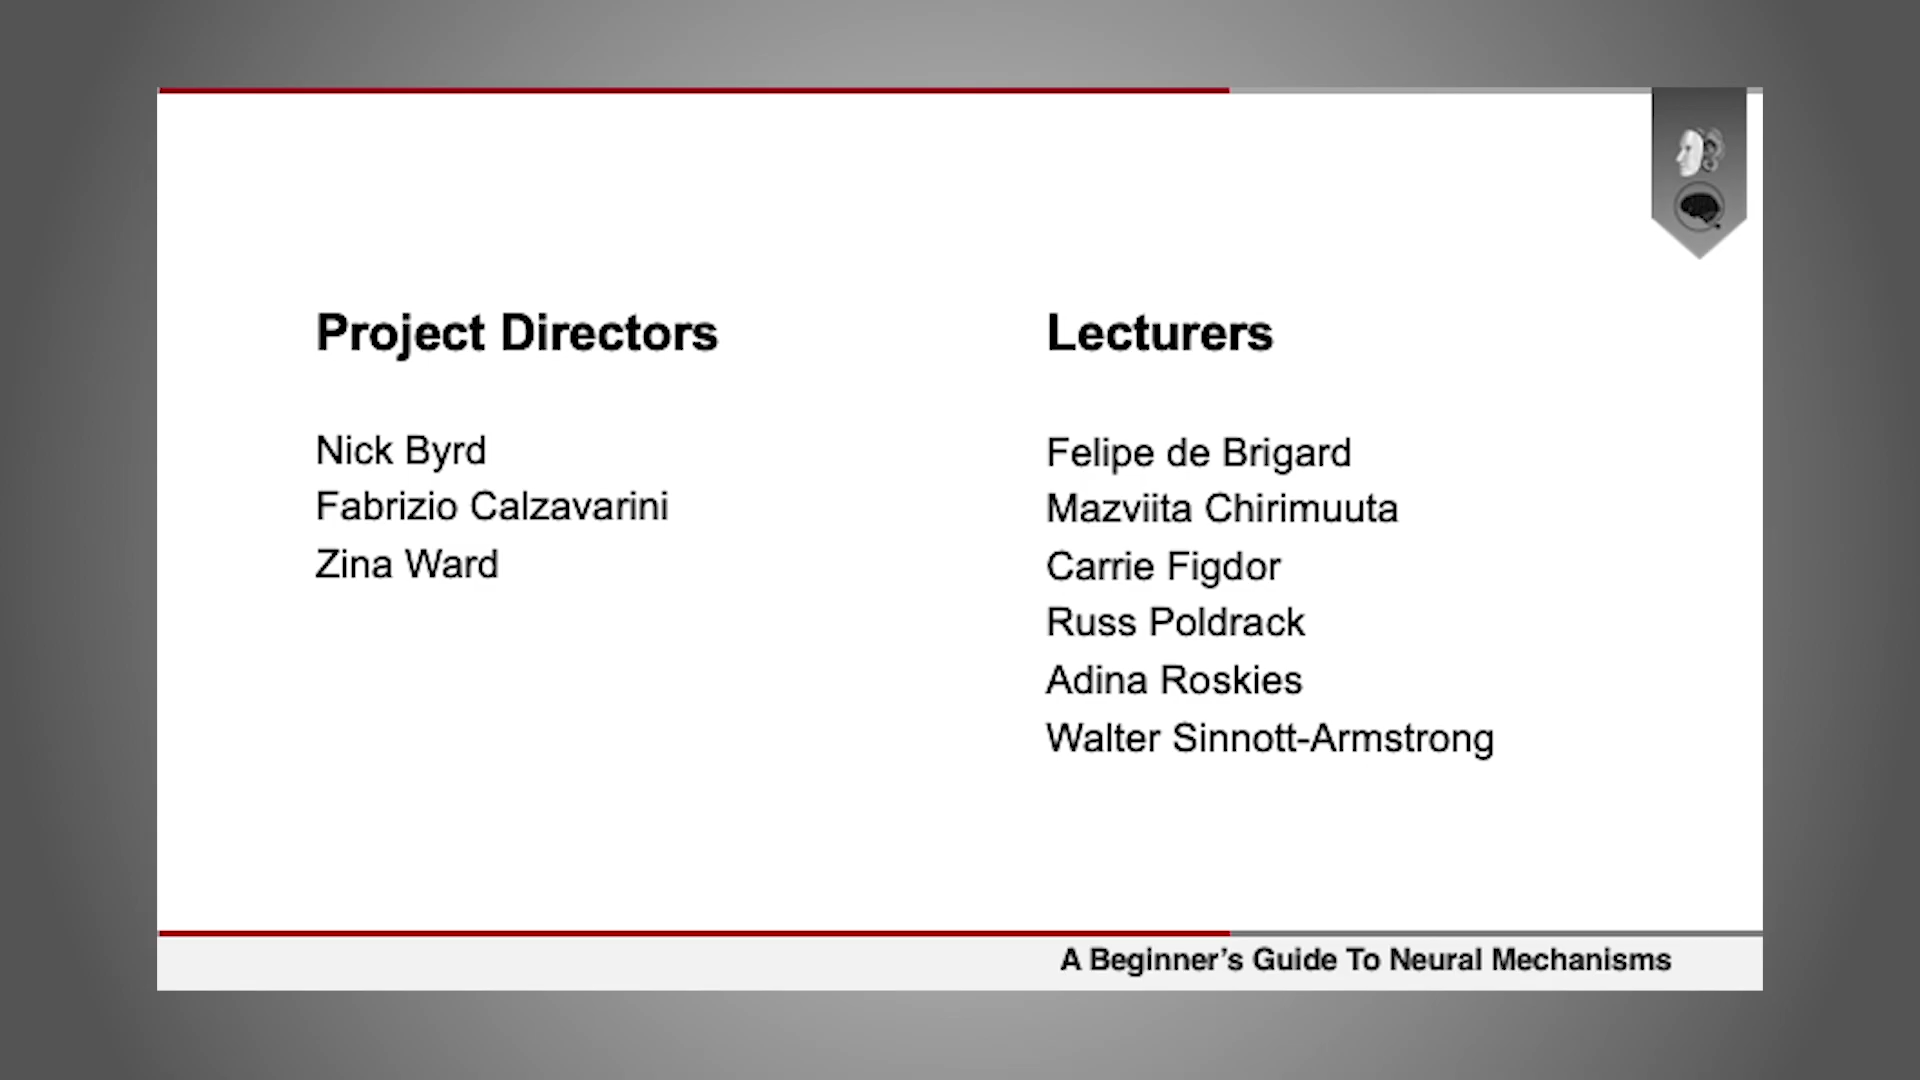 Project Directors
Nick Byrd
Fabrizio Calzavarini
Zina Ward
Lecturers
Felipe de Brigard
Mazviita Chirimuuta
Carrie Figdor
Russ Poldrack
Adina Roskies
Walter Sinnott-Armstrong
A Beginner’s Guide To Neural Mechanisms